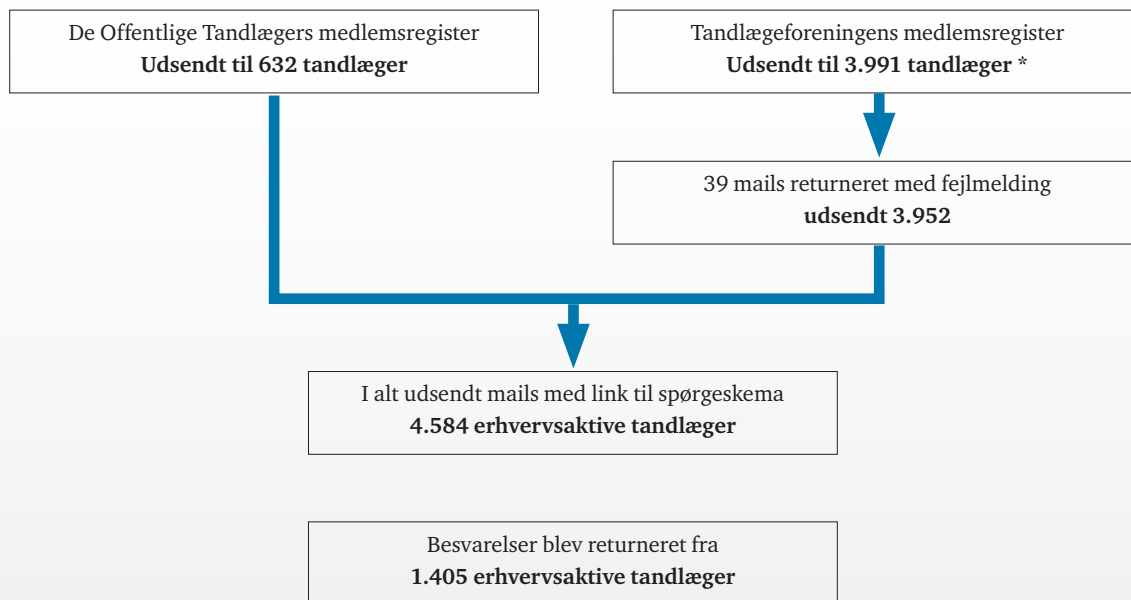 De Offentlige Tandlægers medlemsregister
Udsendt til 632 tandlæger
Tandlægeforeningens medlemsregister
Udsendt til 3.991 tandlæger *
39 mails returneret med fejlmelding
udsendt 3.952
I alt udsendt mails med link til spørgeskema
4.584 erhvervsaktive tandlæger
Besvarelser blev returneret fra
1.405 erhvervsaktive tandlæger